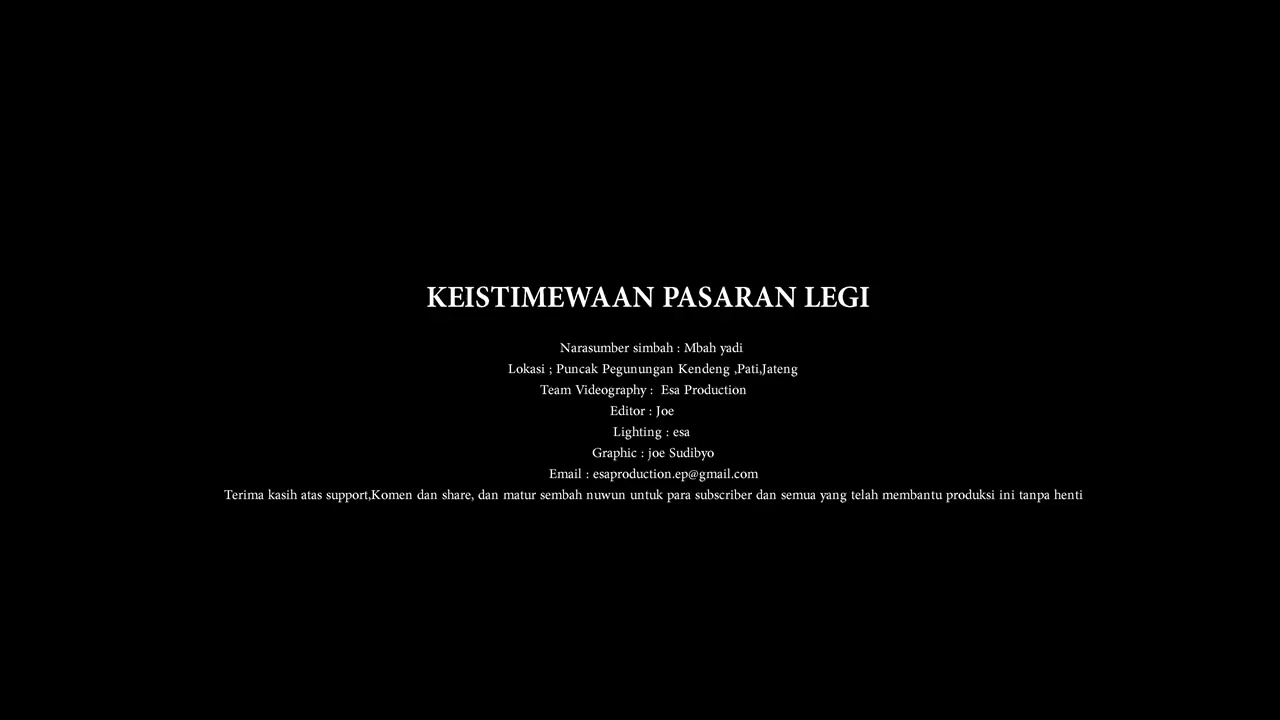 KEISTIMEWAAN PASARAN LEGI
Narasumber simbah : Mbah yadi
Lokasi ; Puncak Pegunungan Kendeng ,Pati,Jateng
Team Videography :  Esa Production
Editor : Joe
Lighting : esa
Graphic : joe Sudibyo
Email : esaproduction.ep@gmail.com
Terima kasih atas support,Komen dan share, dan matur sembah nuwun untuk para subscriber dan semua yang telah membantu produksi ini tanpa henti